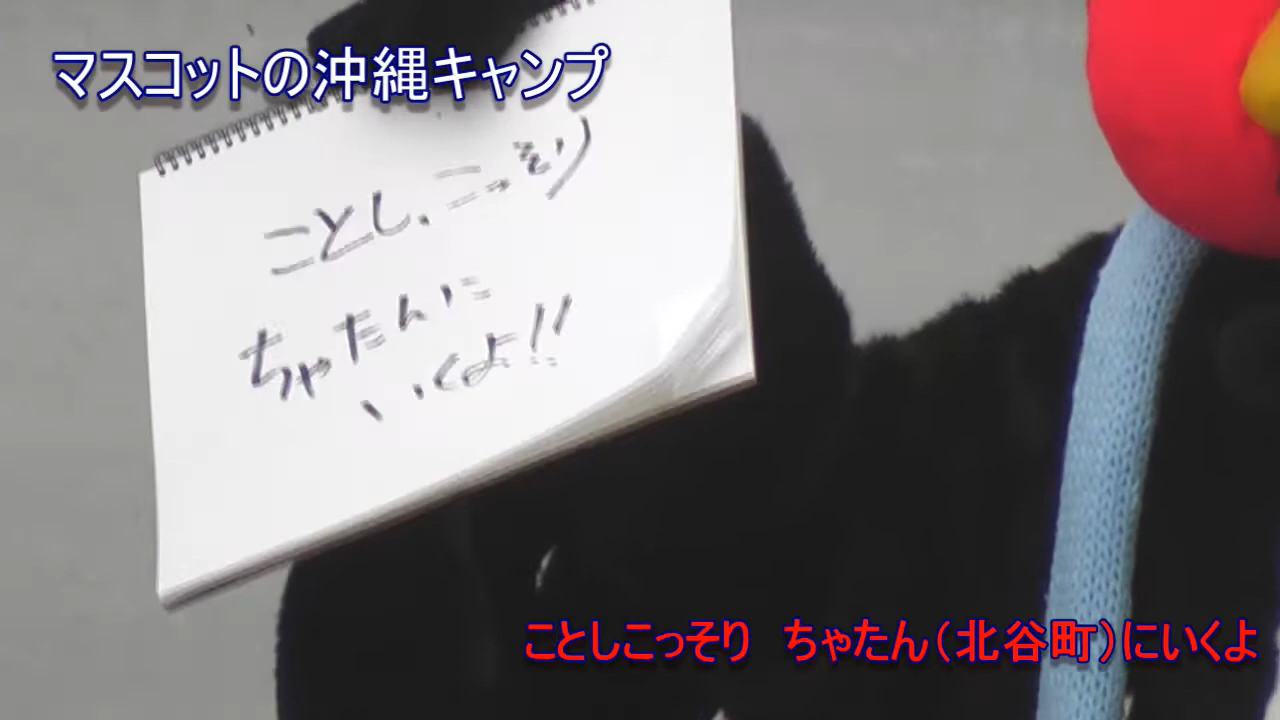 マスコットの沖縄キャンプ
ことし、こっそり
ちゃたんに
いくよ!!
ことしこっそり ちゃたん(北谷町)にいくよ